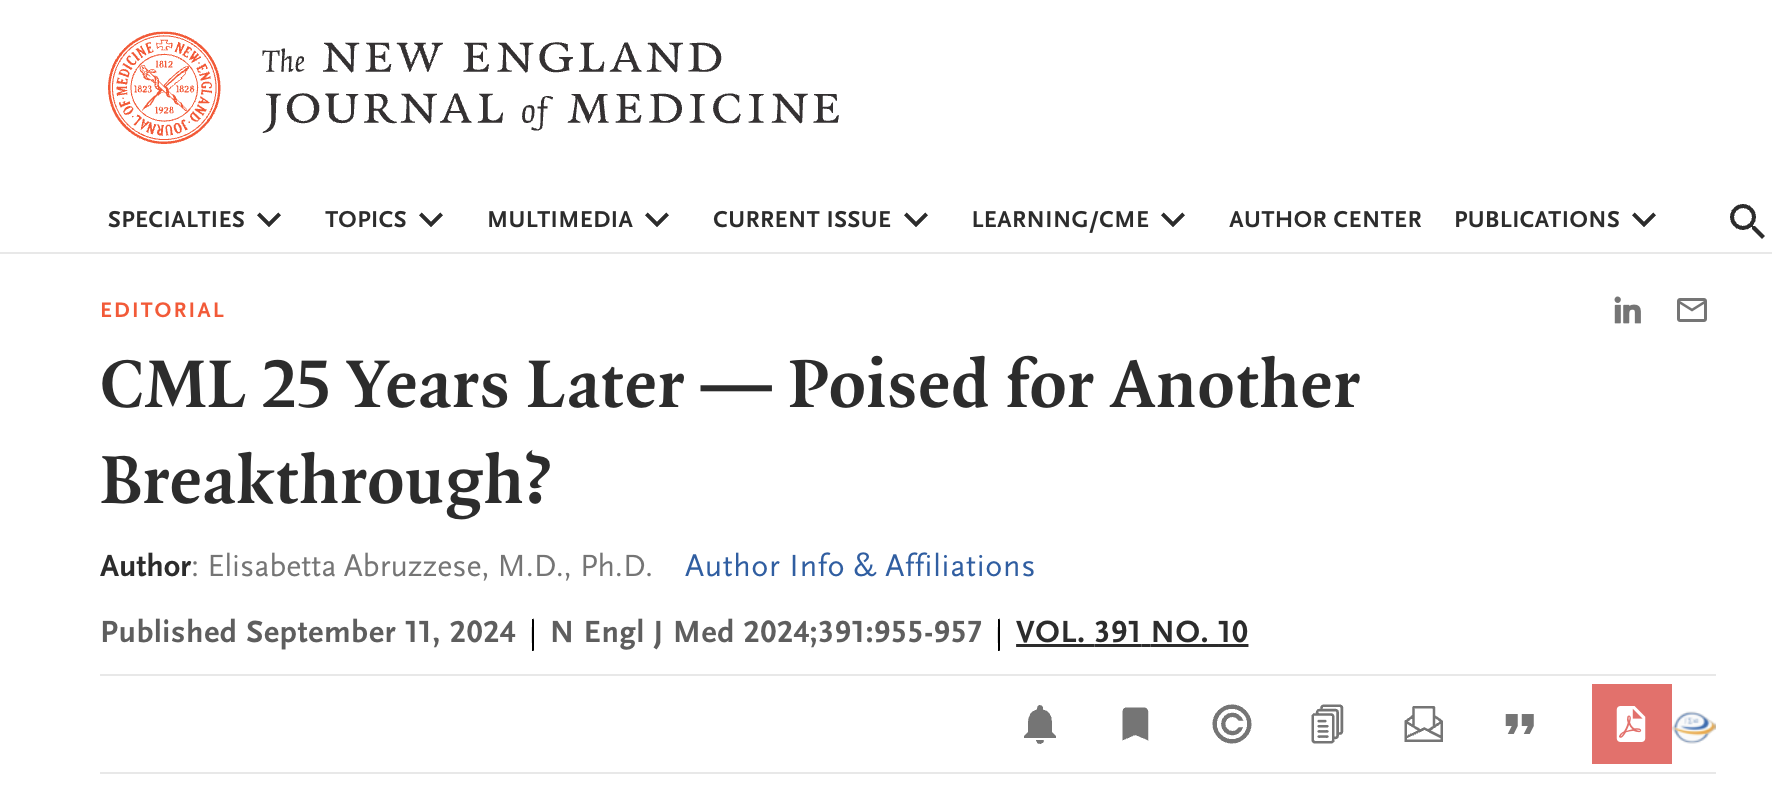 The NEW ENGLAND
JOURNAL of MEDICINE
NEW·ENGLAND·JOURNAL·OF·MEDICINE
1812
1823 1828
1928
SPECIALTIES TOPICS MULTIMEDIA CURRENT ISSUE LEARNING/CME AUTHOR CENTER PUBLICATIONS
EDITORIAL
in
CML 25 Years Later — Poised for Another
Breakthrough?
Author: Elisabetta Abruzzese, M.D., Ph.D. Author Info & Affiliations
Published September 11, 2024 | N Engl J Med 2024;391:955-957 | VOL. 391 NO. 10